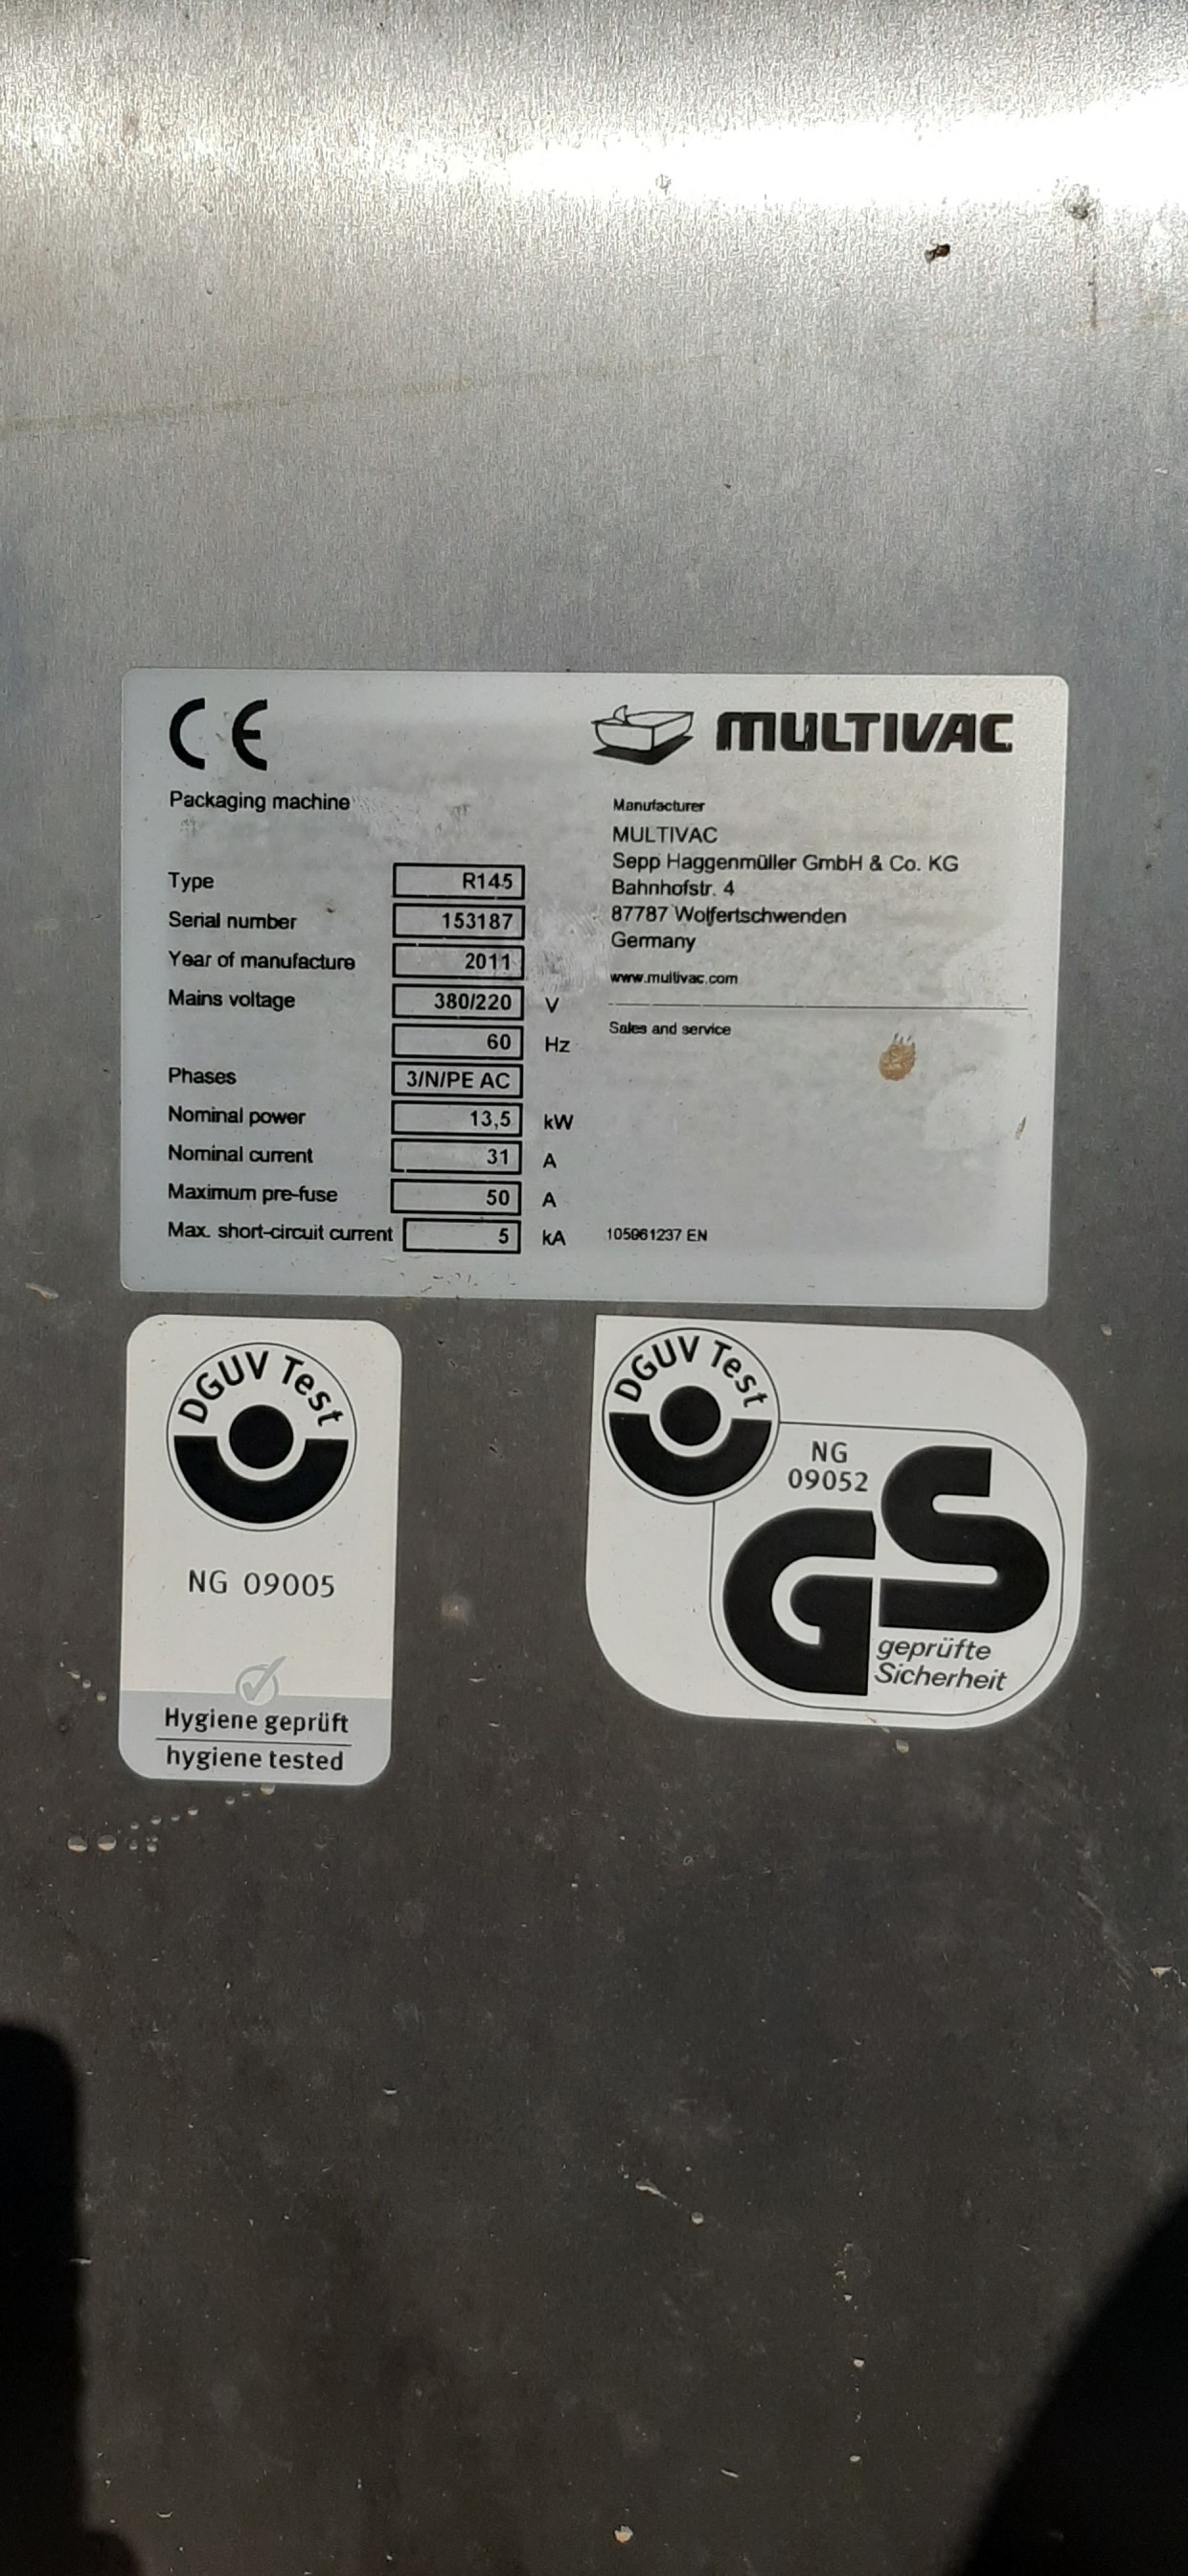 CE
MULTIVAC
Packaging machine
Type R145
Serial number 153187
Year of manufacture 2011
Mains voltage 380/220 V
60 Hz
Phases 3/N/PE AC
Nominal power 13,5 kW
Nominal current 31 A
Maximum pre-fuse 50 A
Max. short-circuit current 5 kA
Manufacturer
MULTIVAC
Sepp Haggenmüller GmbH & Co. KG
Bahnhofstr. 4
87787 Wolfertschwenden
Germany
www.multivac.com
Sales and service
105061237 EN
DGUV Test
NG 09005
Hygiene geprüft
hygiene tested
DGUV Test
NG
09052
GS
geprüfte
Sicherheit